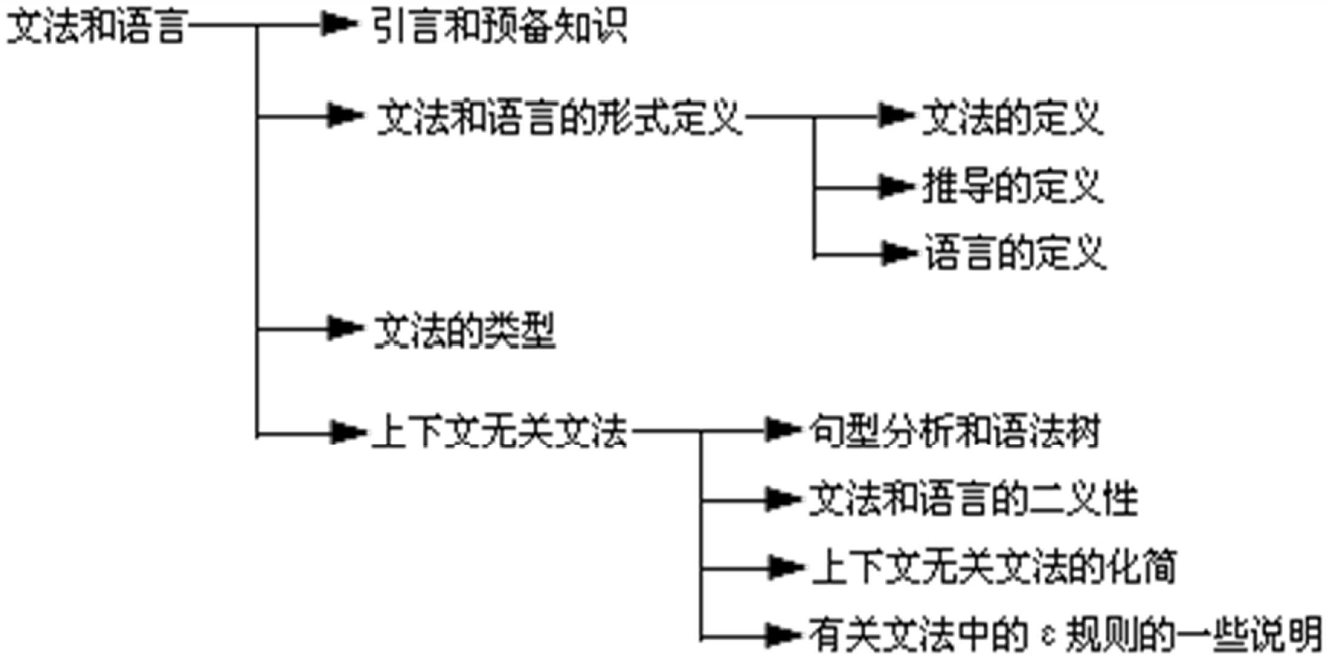 文法和语言
引言和预备知识
文法和语言的形式定义
文法的定义
推导的定义
语言的定义
文法的类型
上下文无关文法
句型分析和语法树
文法和语言的二义性
上下文无关文法的化简
有关文法中的ε规则的一些说明